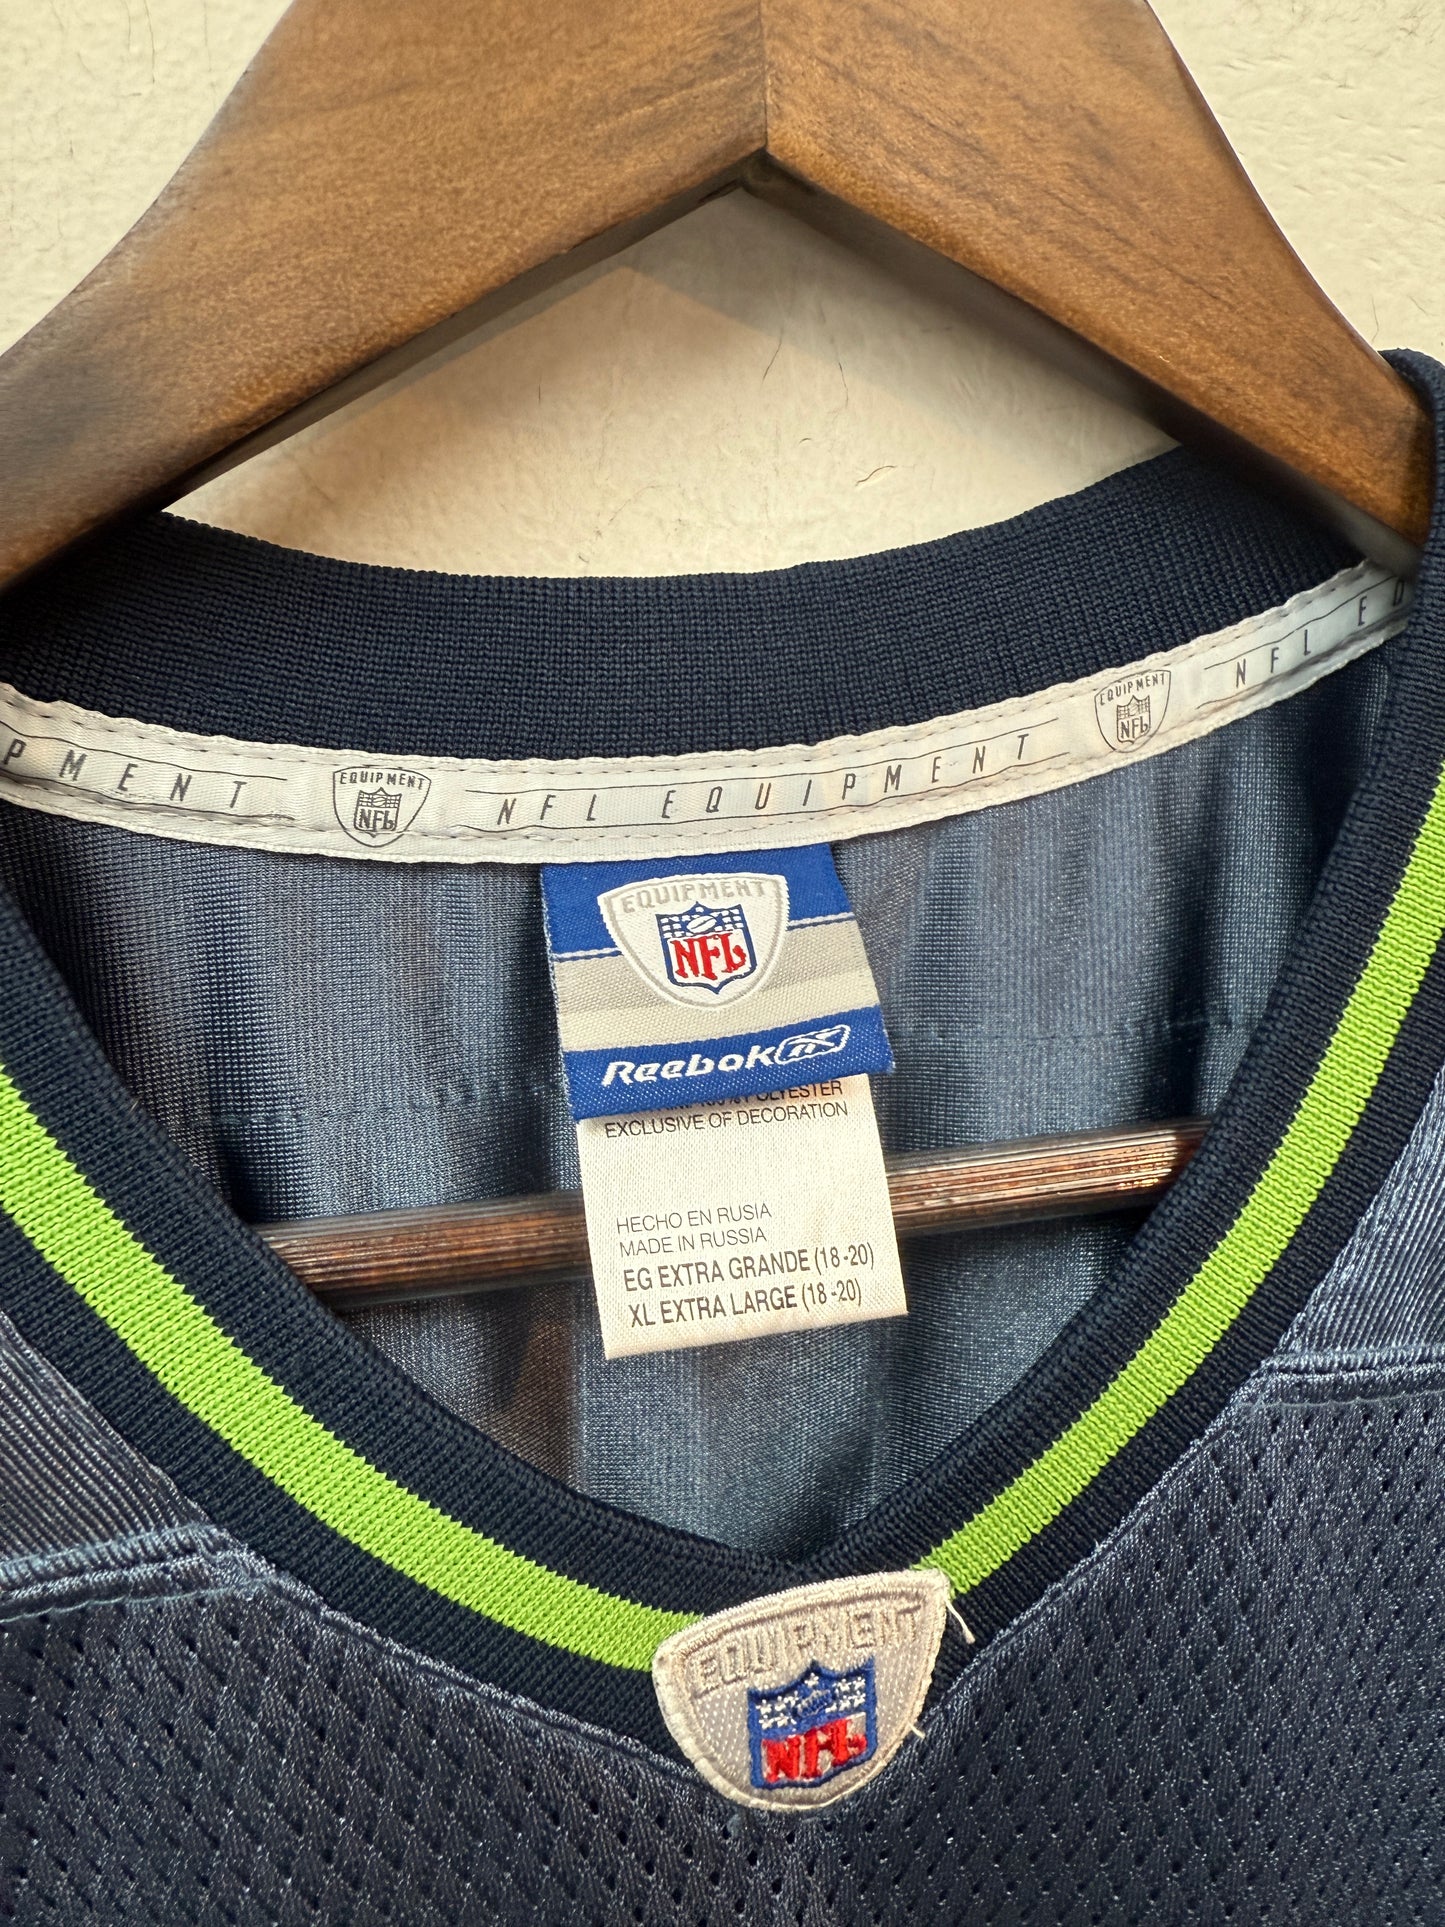 PMENT
EQUIPMENT
NFL
NFL EQUIPMENT
EQUIPMENT
NFL
NFL E
EQUIPMENT
NFL
Reebok
POLYESTER
EXCLUSIVE OF DECORATION
HECHO EN RUSIA
MADE IN RUSSIA
EG EXTRA GRANDE (18-20)
XL EXTRA LARGE (18-20)
EQUIPMENT
NFL